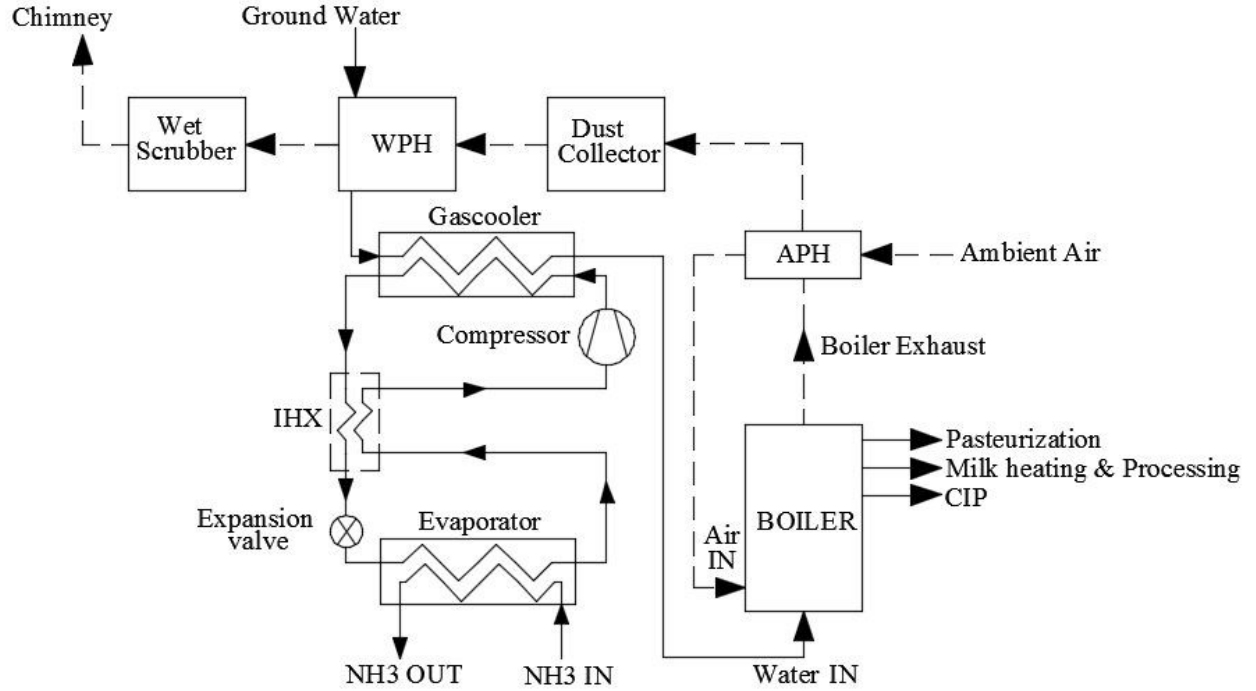 Chimney
Ground Water
Wet
Scrubber
WPH
Dust
Collector
Gascooler
APH
Ambient Air
Compressor
Boiler Exhaust
IHX
Pasteurization
Milk heating & Processing
CIP
Expansion
valve
Evaporator
BOILER
Air
IN
NH3 OUT
NH3 IN
Water IN